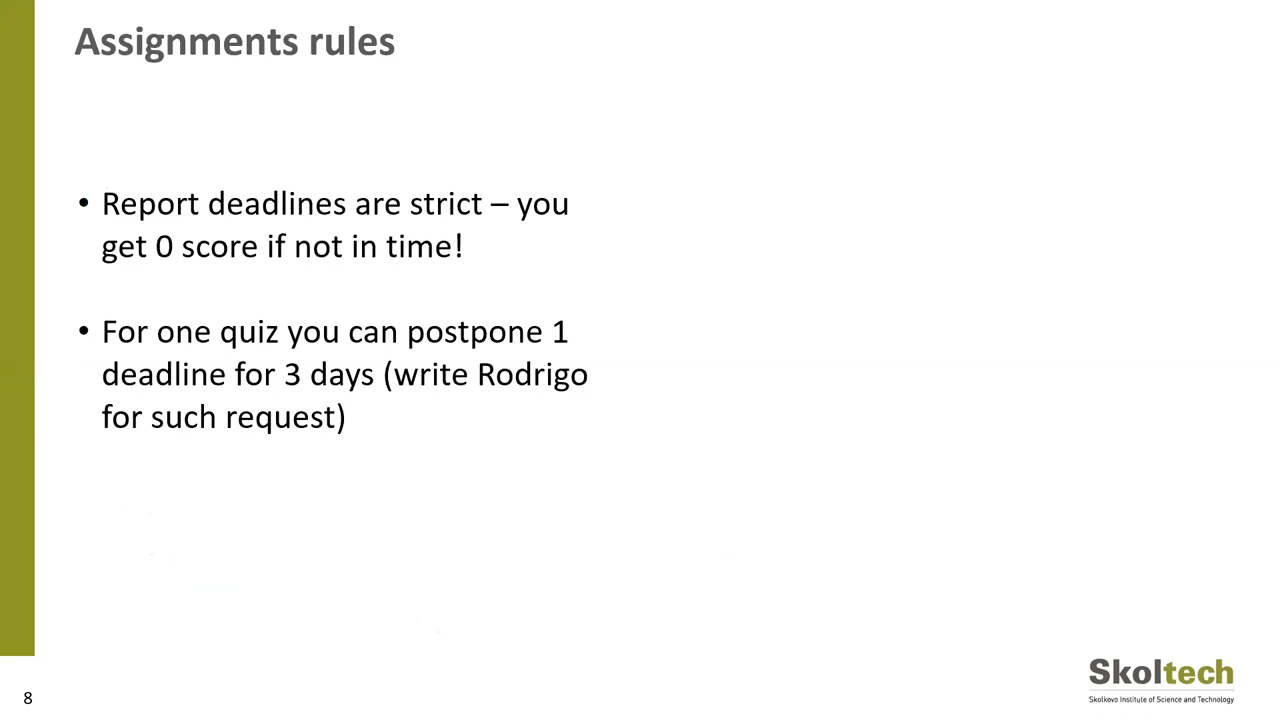 Assignments rules
• Report deadlines are strict – you
get 0 score if not in time!
• For one quiz you can postpone 1
deadline for 3 days (write Rodrigo
for such request)
Skoltech
Skolkovo Institute of Science and Technology
8